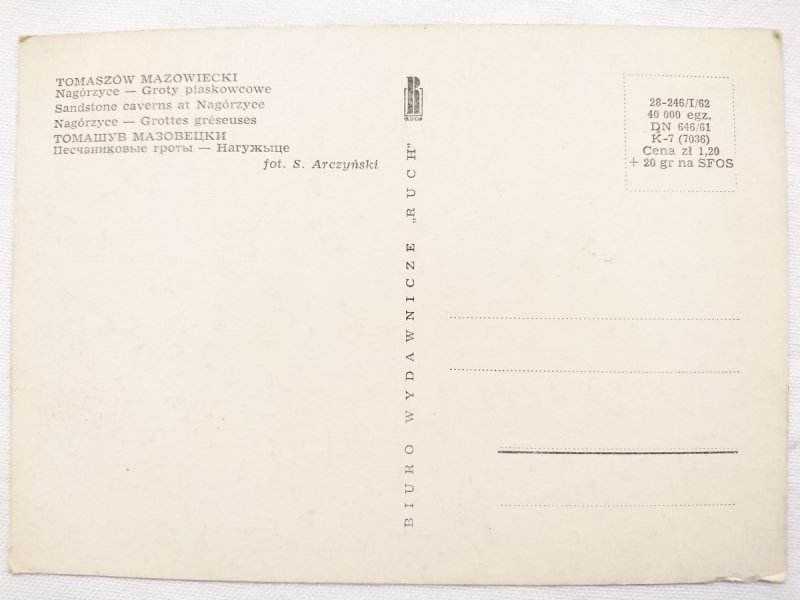 TOMASZÓW MAZOWIECKI
Nagórzyce — Groty piaskowcowe
Sandstone caverns at Nagórzyce
Nagórzyce — Grottes gréseuses
ТОМАШУВ МАЗОВЕЦКИ
Песчаниковые гроты — Нагужыце
fot. S. Arczyński
RUCH
BIURO WYDAWNICZE „RUCH"
28-246/I/62
40 000 egz.
DN 646/61
K-7 (7036)
Cena zł 1,20
+ 20 gr na SFOS